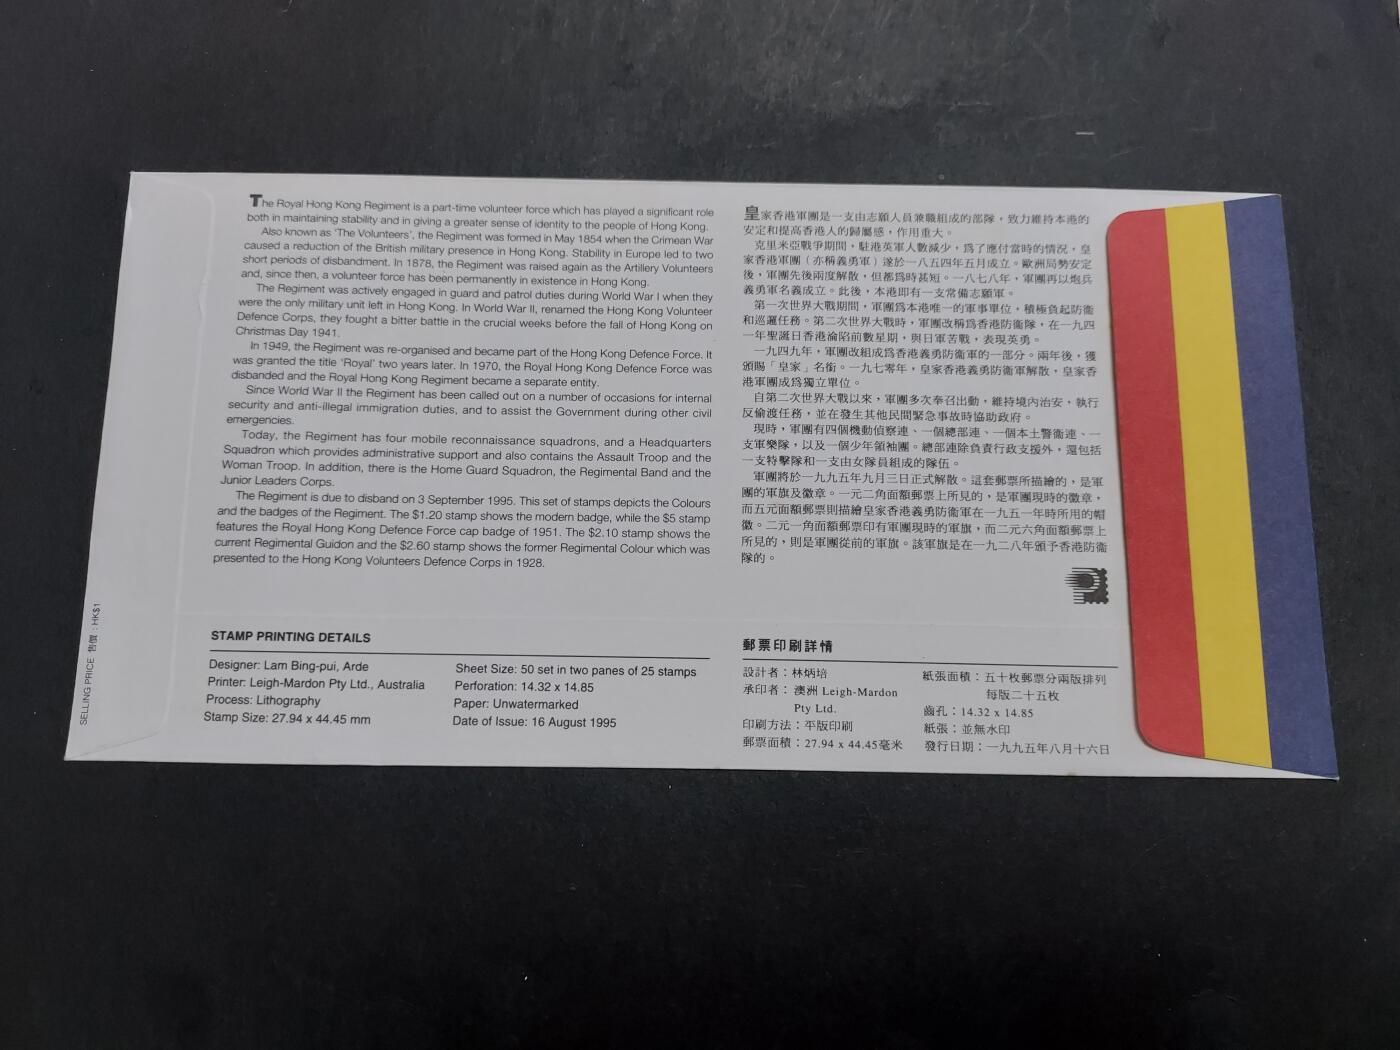 The Royal Hong Kong Regiment is a part-time volunteer force which has played a significant role
both in maintaining stability and in giving a greater sense of identity to the people of Hong Kong.
Also known as 'The Volunteers', the Regiment was formed in May 1854 when the Crimean War
caused a reduction of the British military presence in Hong Kong. Stability in Europe led to two
short periods of disbandment. In 1878, the Regiment was raised again as the Artillery Volunteers
and, since then, a volunteer force has been permanently in existence in Hong Kong.
The Regiment was actively engaged in guard and patrol duties during World War I when they
were the only military unit left in Hong Kong. In World War II, renamed the Hong Kong Volunteer
Defence Corps, they fought a bitter battle in the crucial weeks before the fall of Hong Kong on
Christmas Day 1941.
In 1949, the Regiment was re-organised and became part of the Hong Kong Defence Force. It
was granted the title 'Royal' two years later. In 1970, the Royal Hong Kong Defence Force was
disbanded and the Royal Hong Kong Regiment became a separate entity.
Since World War II the Regiment has been called out on a number of occasions for internal
security and anti-illegal immigration duties, and to assist the Government during other civil
emergencies.
Today, the Regiment has four mobile reconnaissance squadrons, and a Headquarters
Squadron which provides administrative support and also contains the Assault Troop and the
Woman Troop. In addition, there is the Home Guard Squadron, the Regimental Band and the
Junior Leaders Corps.
The Regiment is due to disband on 3 September 1995. This set of stamps depicts the Colours
and the badges of the Regiment. The $1.20 stamp shows the modern badge, while the $5 stamp
features the Royal Hong Kong Defence Force cap badge of 1951. The $2.10 stamp shows the
current Regimental Guidon and the $2.60 stamp shows the former Regimental Colour which was
presented to the Hong Kong Volunteers Defence Corps in 1928.
皇家香港軍團是一支由志願人員兼職組成的部隊，致力維持本港的
安定和提高香港人的歸屬感，作用重大。
克里米亞戰爭期間，駐港英軍人數減少，爲了應付當時的情況，皇
家香港軍團（亦稱義勇軍）遂於一八五四年五月成立。歐洲局勢安定
後，軍團先後兩度解散，但都爲時甚短。一八七八年，軍團再以炮兵
義勇軍名義成立。此後，本港即有一支常備志願軍。
第一次世界大戰期間，軍團爲本港唯一的軍事單位，積極負起防衞
和巡邏任務。第二次世界大戰時，軍團改稱爲香港防衞隊，在一九四
一年聖誕日香港淪陷前數星期，與日軍苦戰，表現英勇。
一九四九年，軍團改組成爲香港義勇防衞軍的一部分。兩年後，獲
頒賜「皇家」名銜。一九七零年，皇家香港義勇防衞軍解散，皇家香
港軍團成爲獨立單位。
自第二次世界大戰以來，軍團多次奉召出動，維持境內治安，執行
反偷渡任務，並在發生其他民間緊急事故時協助政府。
現時，軍團有四個機動偵察連、一個總部連、一個本土警衞連、一
支軍樂隊，以及一個少年領袖團。總部連除負責行政支援外，還包括
一支特擊隊和一支由女隊員組成的隊伍。
軍團將於一九九五年九月三日正式解散。這套郵票所描繪的，是軍
團的軍旗及徽章。一元二角面額郵票上所見的，是軍團現時的徽章，
而五元面額郵票則描繪皇家香港義勇防衞軍在一九五一年時所用的帽
徽。二元一角面額郵票印有軍團現時的軍旗，而二元六角面額郵票上
所見的，則是軍團從前的軍旗。該軍旗是在一九二八年頒予香港防衞
隊的。
SELLING PRICE 售價：HK$1
STAMP PRINTING DETAILS
Designer: Lam Bing-pui, Arde
Printer: Leigh-Mardon Pty Ltd., Australia
Process: Lithography
Stamp Size: 27.94 x 44.45 mm
Sheet Size: 50 set in two panes of 25 stamps
Perforation: 14.32 x 14.85
Paper: Unwatermarked
Date of Issue: 16 August 1995
郵票印刷詳情
設計者：林炳培
承印者：澳洲 Leigh-Mardon
Pty Ltd.
印刷方法：平版印刷
郵票面積：27.94 x 44.45毫米
紙張面積：五十枚郵票分兩版排列
每版二十五枚
齒孔：14.32 x 14.85
紙張：並無水印
發行日期：一九九五年八月十六日